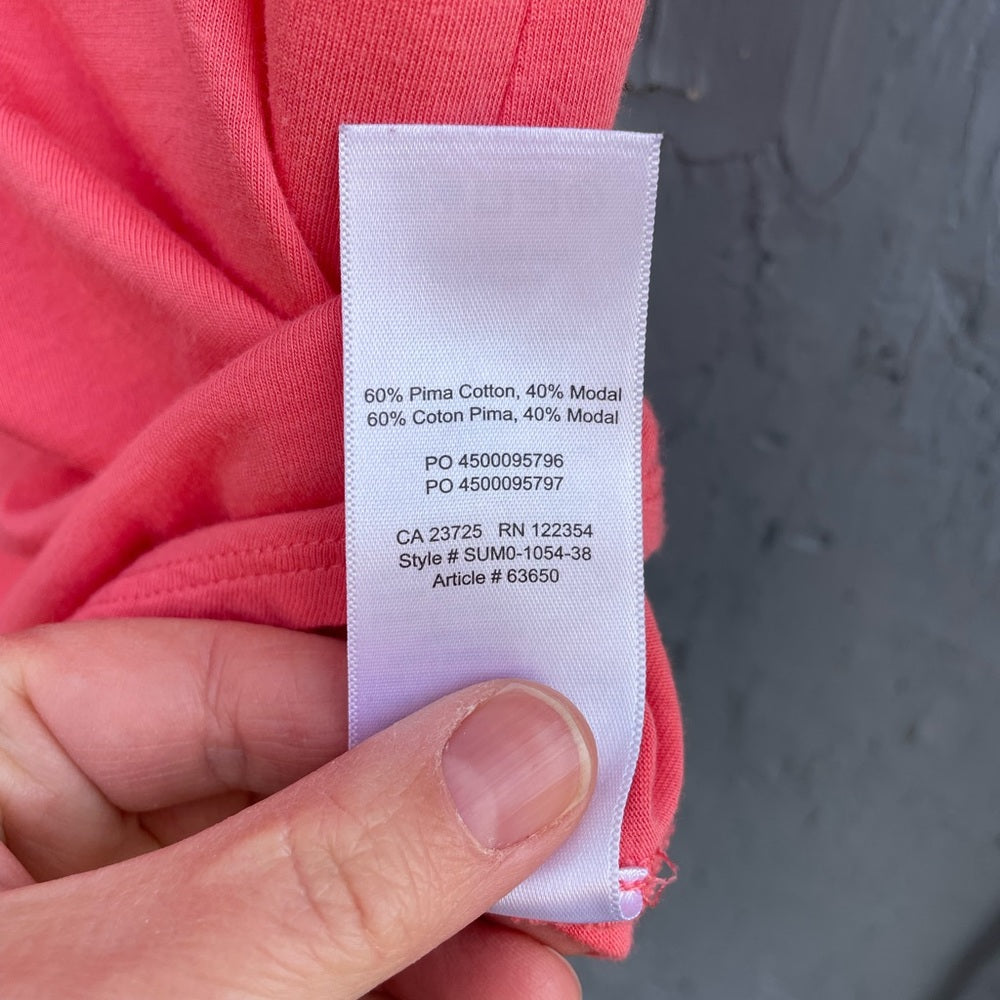 60% Pima Cotton, 40% Modal
60% Coton Pima, 40% Modal
PO 4500095796
PO 4500095797
CA 23725 RN 122354
Style # SUM0-1054-38
Article # 63650